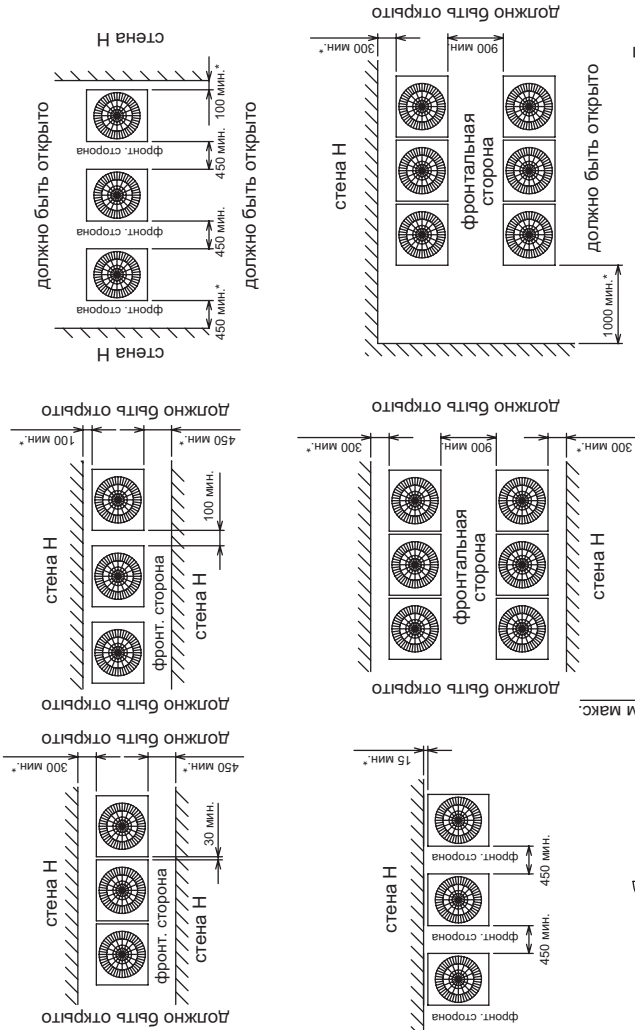 должно быть открыто
стена Н
должно быть открыто
стена Н
фронт. сторона
фронт. сторона
фронт. сторона
450 мин.*
450 мин.
450 мин.
100 мин.*
должно быть открыто
должно быть открыто
стена Н
300 мин.*
900 мин.
фронтальная
сторона
1000 мин.*
должно быть открыто
должно быть открыто
100 мин.*
450 мин.*
стена Н
100 мин.
фронт. сторона
стена Н
должно быть открыто
должно быть открыто
300 мин.*
900 мин.
300 мин.*
фронтальная
сторона
стена Н
должно быть открыто
м макс.
должно быть открыто
300 мин.*
450 мин.*
стена Н
30 мин.
фронт. сторона
стена Н
должно быть открыто
15 мин.*
стена Н
фронт. сторона
фронт. сторона
фронт. сторона
450 мин.
450 мин.